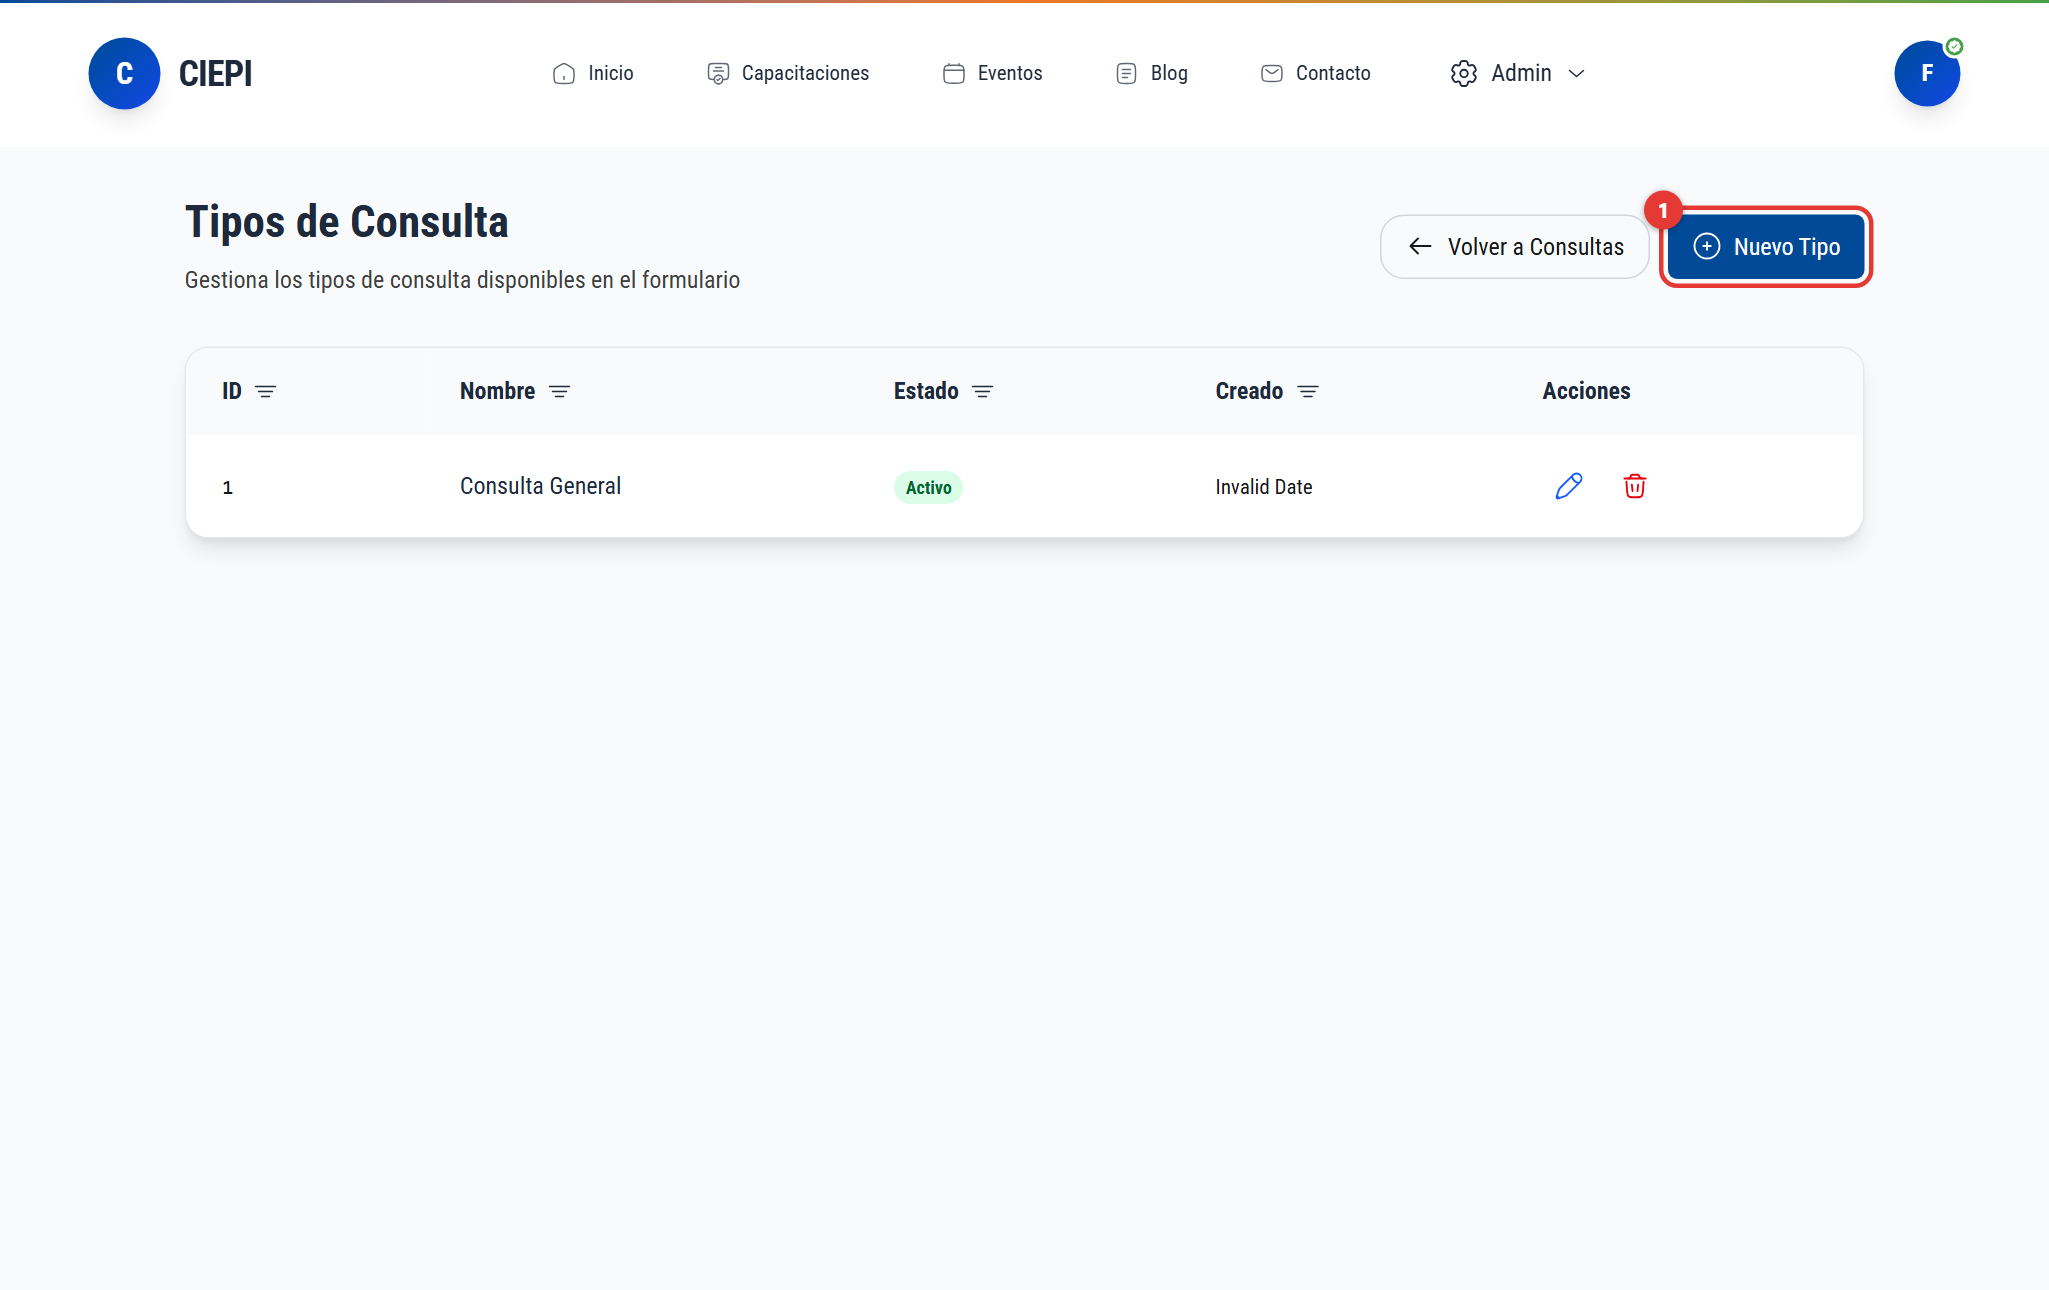 C CIEPI Inicio Capacitaciones Eventos Blog Contacto Admin F
Tipos de Consulta
Gestiona los tipos de consulta disponibles en el formulario
Volver a Consultas
1
Nuevo Tipo
ID Nombre Estado Creado Acciones
1 Consulta General Activo Invalid Date